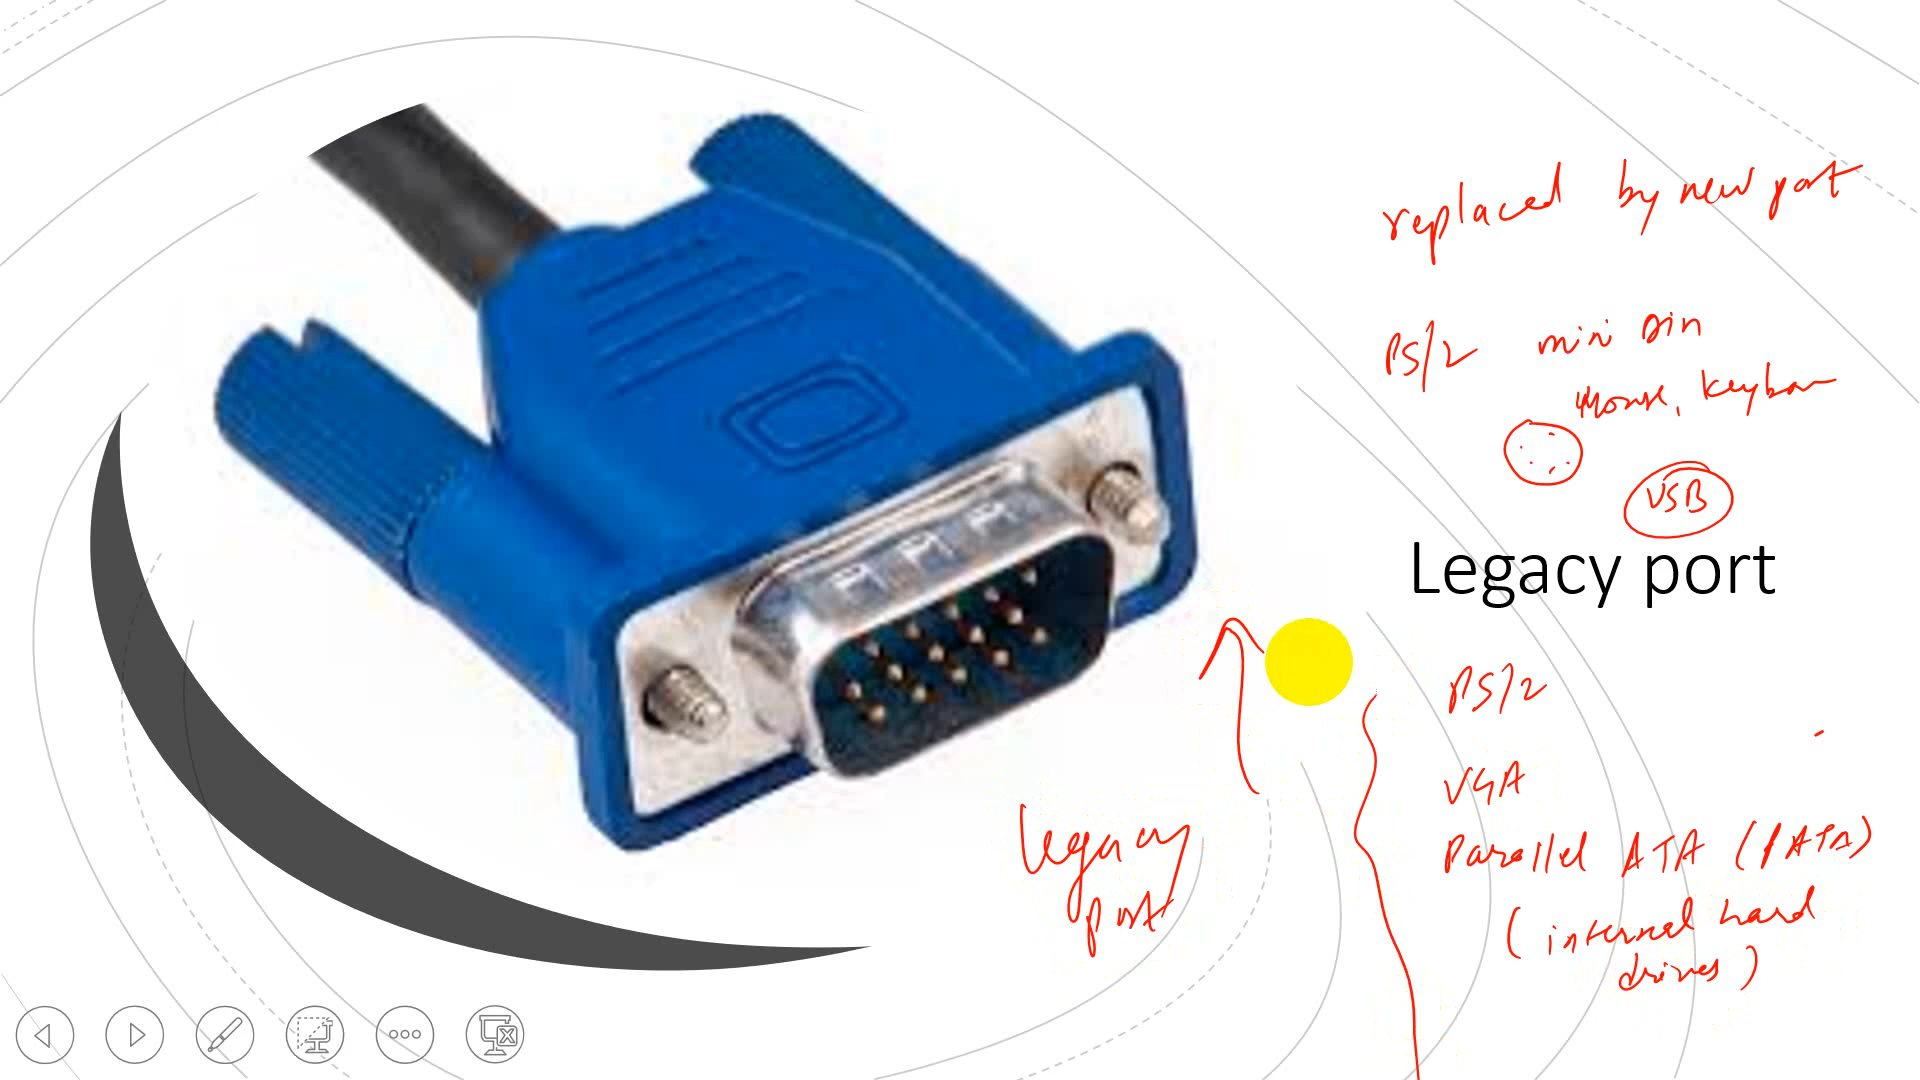 replaced by new port
PS/2 mini Din
Mouse, Keyboar
USB
Legacy port
PS/2
VGA
Parallel ATA (PATA)
(internal hard
drives)
legacy
port